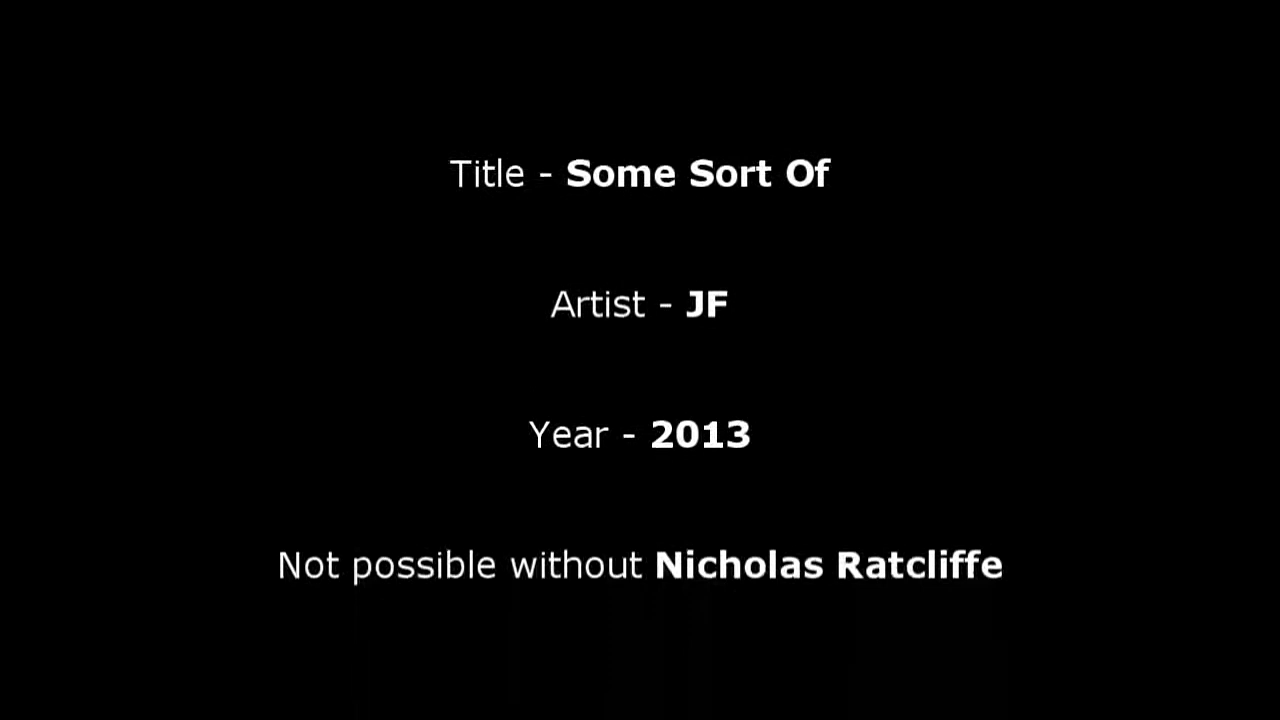 Title - Some Sort Of
Artist - JF
Year - 2013
Not possible without Nicholas Ratcliffe